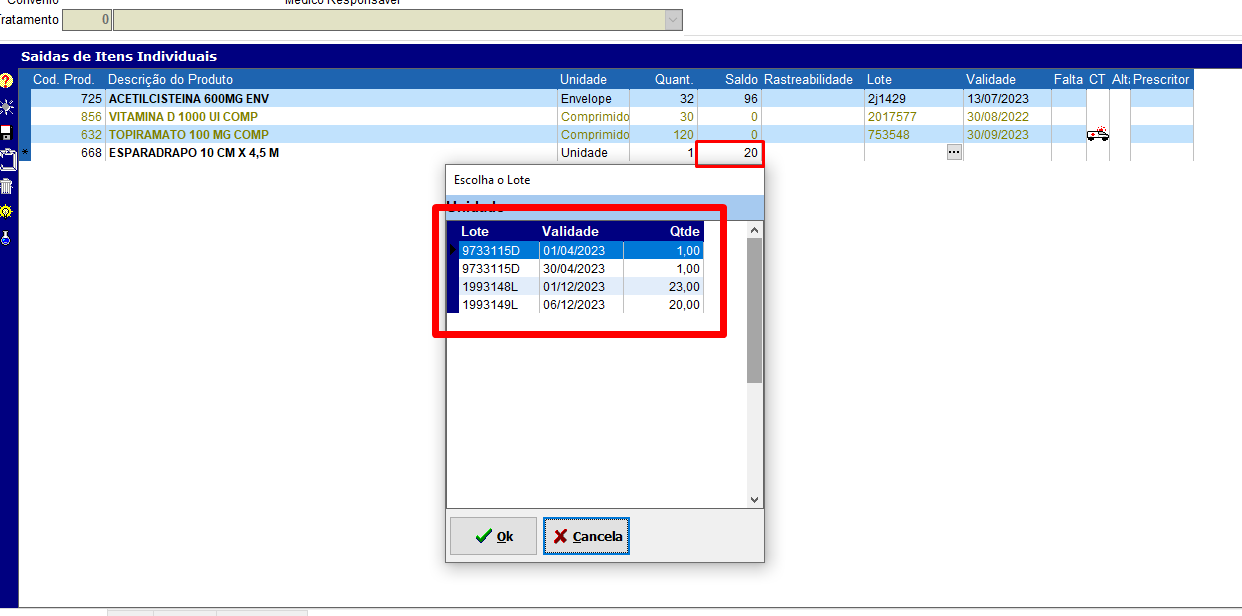 Convênio Médico Responsável
Tratamento 0
Saidas de Itens Individuais
Cod. Prod. Descrição do Produto Unidade Quant. Saldo Rastreabilidade Lote Validade Falta CT Alta Prescritor
725 ACETILCISTEINA 600MG ENV Envelope 32 96 2j1429 13/07/2023
856 VITAMINA D 1000 UI COMP Comprimido 30 0 2017577 30/08/2022
632 TOPIRAMATO 100 MG COMP Comprimido 120 0 753548 30/09/2023
* 668 ESPARADRAPO 10 CM X 4,5 M Unidade 1 20 ...
Escolha o Lote
Unidade
Lote Validade Qtde
9733115D 01/04/2023 1,00
9733115D 30/04/2023 1,00
1993148L 01/12/2023 23,00
1993149L 06/12/2023 20,00
Ok Cancela